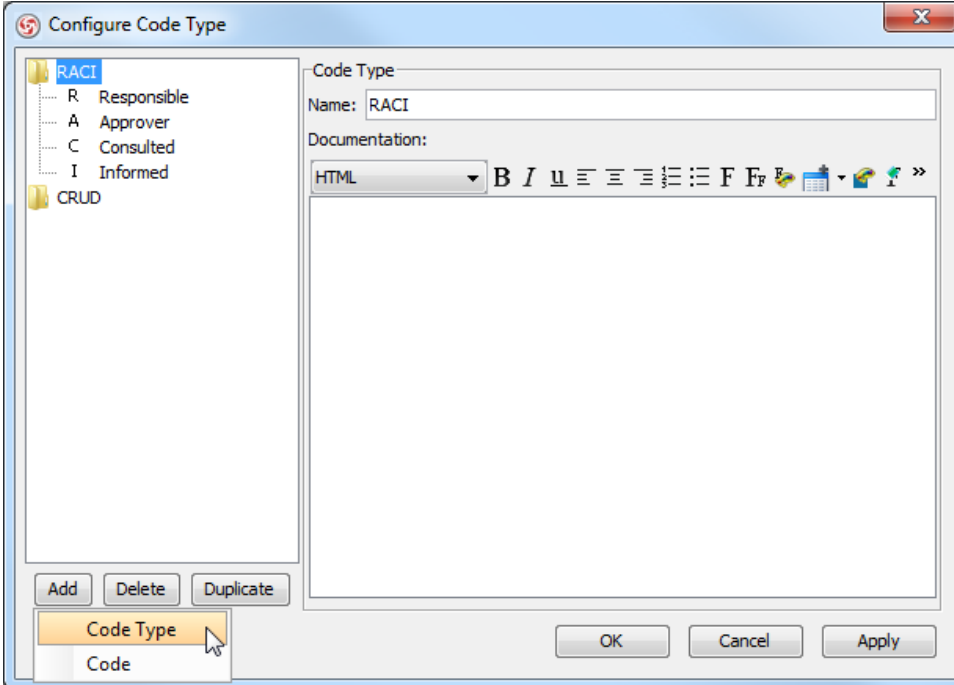 Configure Code Type
RACI
R Responsible
A Approver
C Consulted
I Informed
CRUD
Add Delete Duplicate
Code Type
Code
Code Type
Name: RACI
Documentation:
HTML B I u F FF
OK Cancel Apply